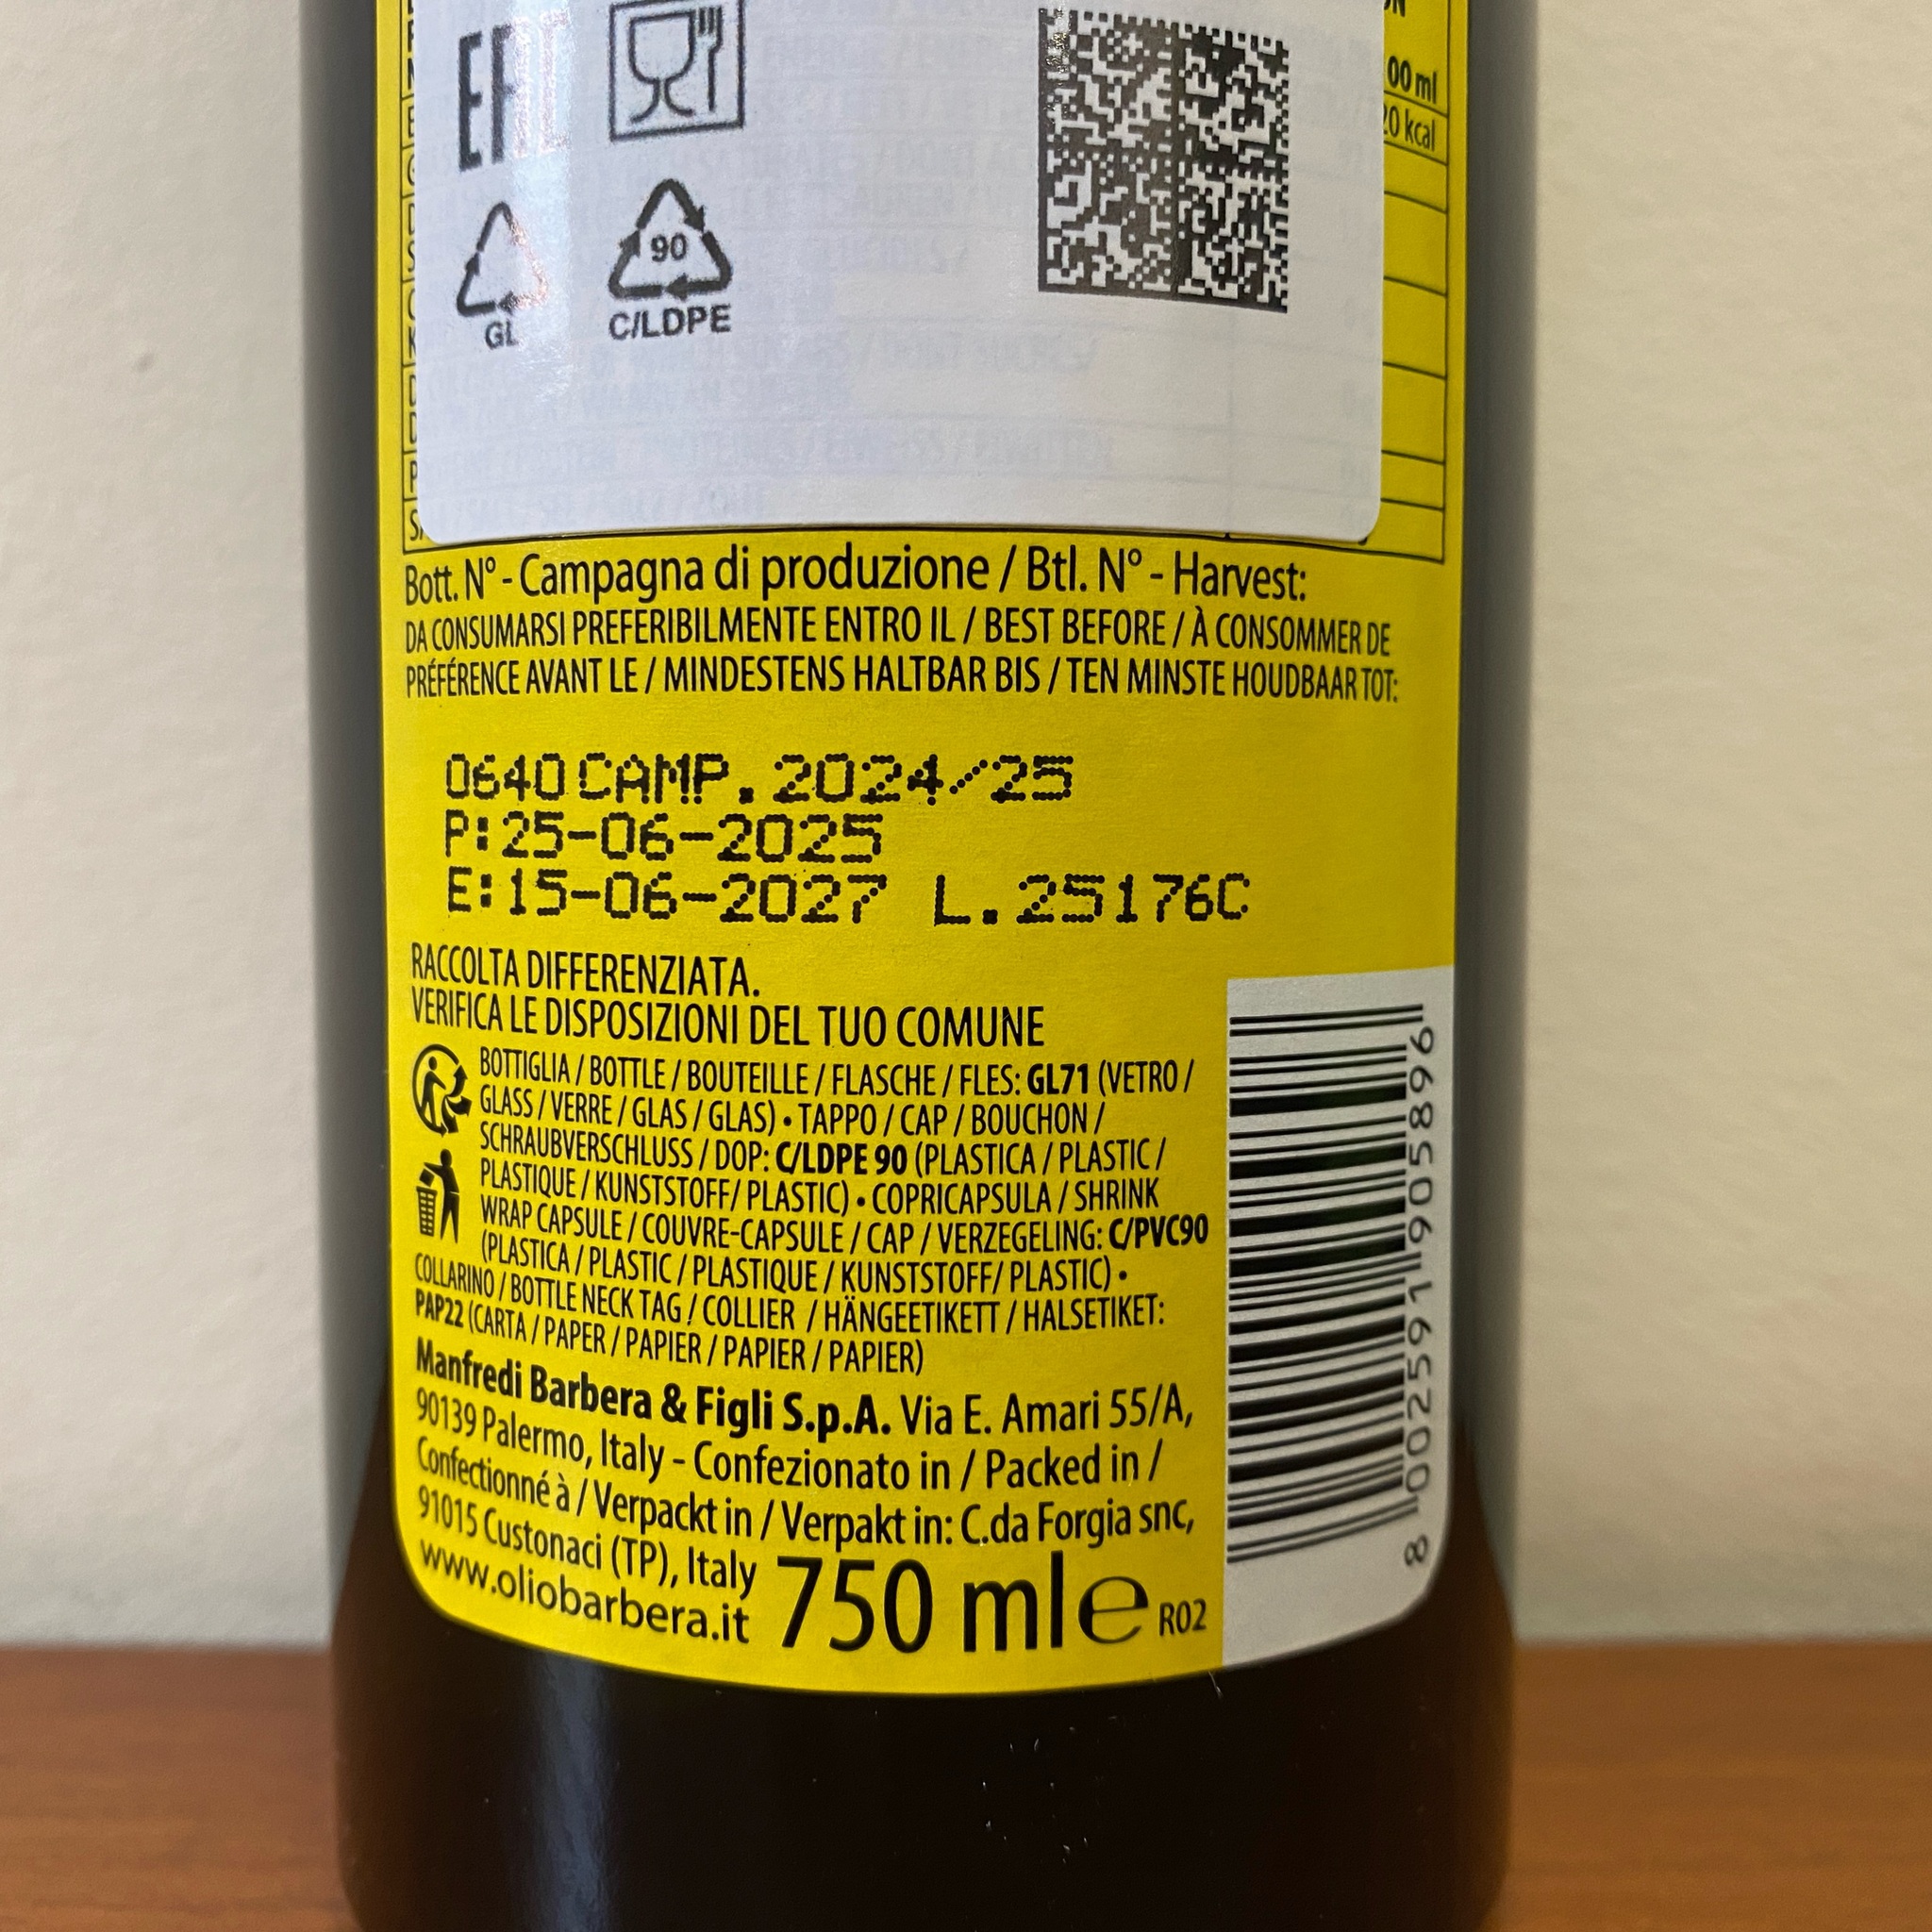 EAC
00 ml
20 kcal
90
GL
C/LDPE
Bott. N° - Campagna di produzione / Btl. N° - Harvest:
DA CONSUMARSI PREFERIBILMENTE ENTRO IL / BEST BEFORE / À CONSOMMER DE
PRÉFÉRENCE AVANT LE / MINDESTENS HALTBAR BIS / TEN MINSTE HOUDBAAR TOT:
0640 CAMP. 2024/25
P:25-06-2025
E:15-06-2027 L.25176C
RACCOLTA DIFFERENZIATA.
VERIFICA LE DISPOSIZIONI DEL TUO COMUNE
BOTTIGLIA / BOTTLE / BOUTEILLE / FLASCHE / FLES: GL71 (VETRO /
GLASS / VERRE / GLAS / GLAS) • TAPPO / CAP / BOUCHON /
SCHRAUBVERSCHLUSS / DOP: C/LDPE 90 (PLASTICA / PLASTIC /
PLASTIQUE / KUNSTSTOFF/ PLASTIC) • COPRICAPSULA / SHRINK
WRAP CAPSULE / COUVRE-CAPSULE / CAP / VERZEGELING: C/PVC90
(PLASTICA / PLASTIC / PLASTIQUE / KUNSTSTOFF/ PLASTIC) •
COLLARINO / BOTTLE NECK TAG / COLLIER / HÄNGEETIKETT / HALSETIKET:
PAP22 (CARTA / PAPER / PAPIER / PAPIER / PAPIER)
Manfredi Barbera & Figli S.p.A. Via E. Amari 55/A,
90139 Palermo, Italy - Confezionato in / Packed in /
Confectionné à / Verpackt in / Verpakt in: C.da Forgia snc,
91015 Custonaci (TP), Italy
www.oliobarbera.it
750 ml e R02
8 002591 905896